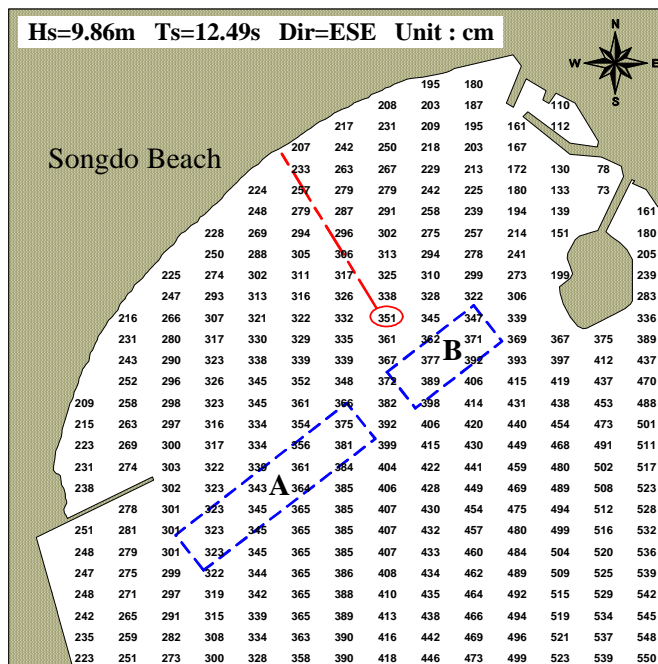 Hs=9.86m Ts=12.49s Dir=ESE Unit : cm
N
W E
S
195 180
208 203 187 110
217 231 209 195 161 112
207 242 250 218 203 167
Songdo Beach
233 263 267 229 213 172 130 78
224 257 279 279 242 225 180 133 73
248 279 287 291 258 239 194 139 161
228 269 294 296 302 275 257 214 151 180
250 288 305 306 313 294 278 241 205
225 274 302 311 317 325 310 299 273 199 239
247 293 313 316 326 338 328 322 306 283
216 266 307 321 322 332 351 345 347 339 336
231 280 317 330 329 335 361 362 371 369 367 375 389
B
243 290 323 338 339 339 367 377 392 393 397 412 437
252 296 326 345 352 348 372 389 406 415 419 437 470
209 258 298 323 345 361 366 382 398 414 431 438 453 488
215 263 297 316 334 354 375 392 406 420 440 454 473 501
223 269 300 317 334 356 381 399 415 430 449 468 491 511
231 274 303 322 339 361 384 404 422 441 459 480 502 517
A
238 302 323 343 364 385 406 428 449 469 489 508 523
278 301 323 345 365 385 407 430 454 475 494 512 528
251 281 301 323 345 365 385 407 432 457 480 499 516 532
248 279 301 323 345 365 385 407 433 460 484 504 520 536
247 275 299 322 344 365 386 408 434 462 489 509 525 539
248 271 297 319 342 365 388 410 435 464 492 515 529 542
242 265 291 315 339 365 389 413 438 466 494 519 534 545
235 259 282 308 334 363 390 416 442 469 496 521 537 548
223 251 273 300 328 358 390 418 446 473 499 523 539 550